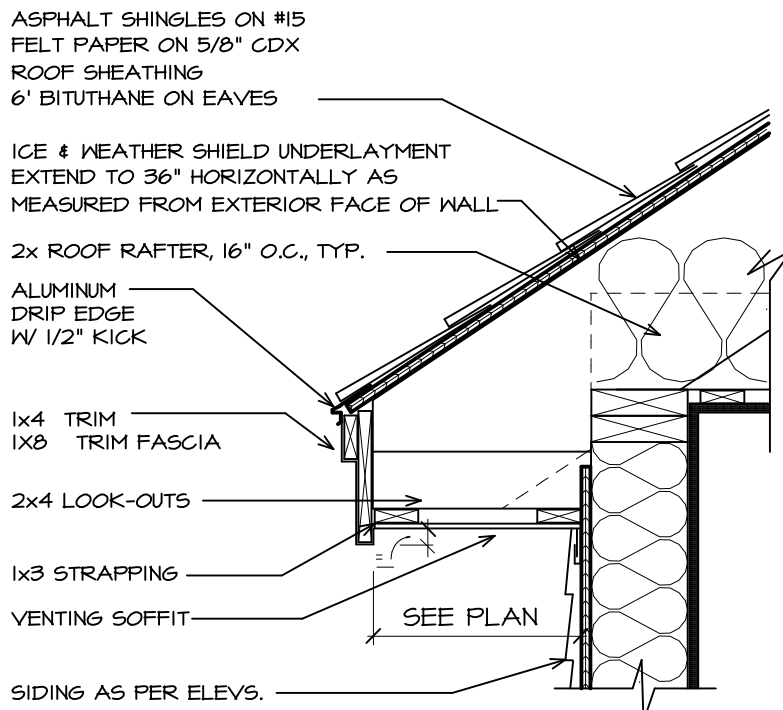 ASPHALT SHINGLES ON #15
FELT PAPER ON 5/8" CDX
ROOF SHEATHING
6' BITUTHANE ON EAVES
ICE & WEATHER SHIELD UNDERLAYMENT
EXTEND TO 36" HORIZONTALLY AS
MEASURED FROM EXTERIOR FACE OF WALL
2x ROOF RAFTER, 16" O.C., TYP.
ALUMINUM
DRIP EDGE
W/ 1/2" KICK
1x4 TRIM
1X8 TRIM FASCIA
2x4 LOOK-OUTS
1x3 STRAPPING
VENTING SOFFIT
SEE PLAN
SIDING AS PER ELEVS.